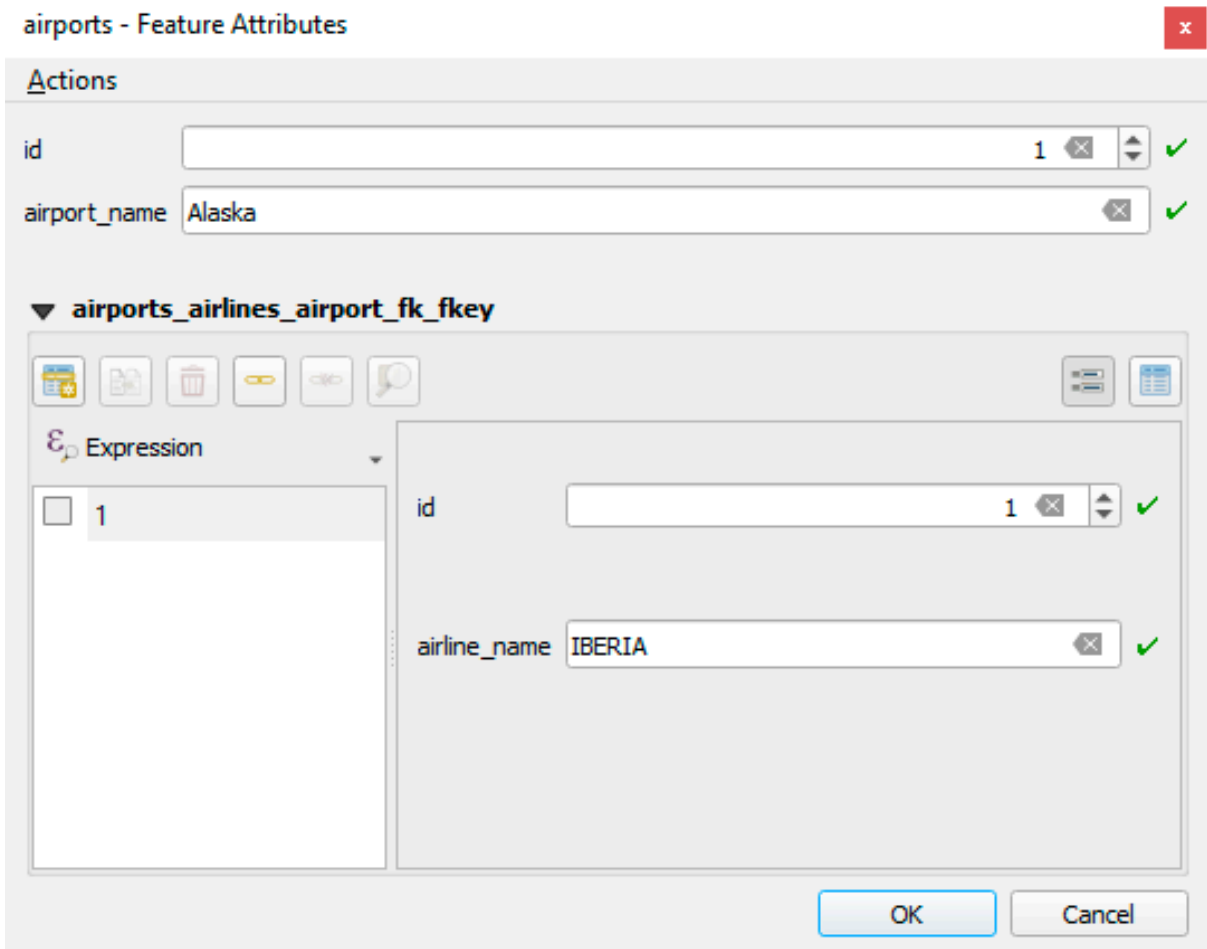 airports - Feature Attributes
x
Actions
id 1
airport_name Alaska
airports_airlines_airport_fk_fkey
ε Expression
1
id 1
airline_name IBERIA
OK Cancel